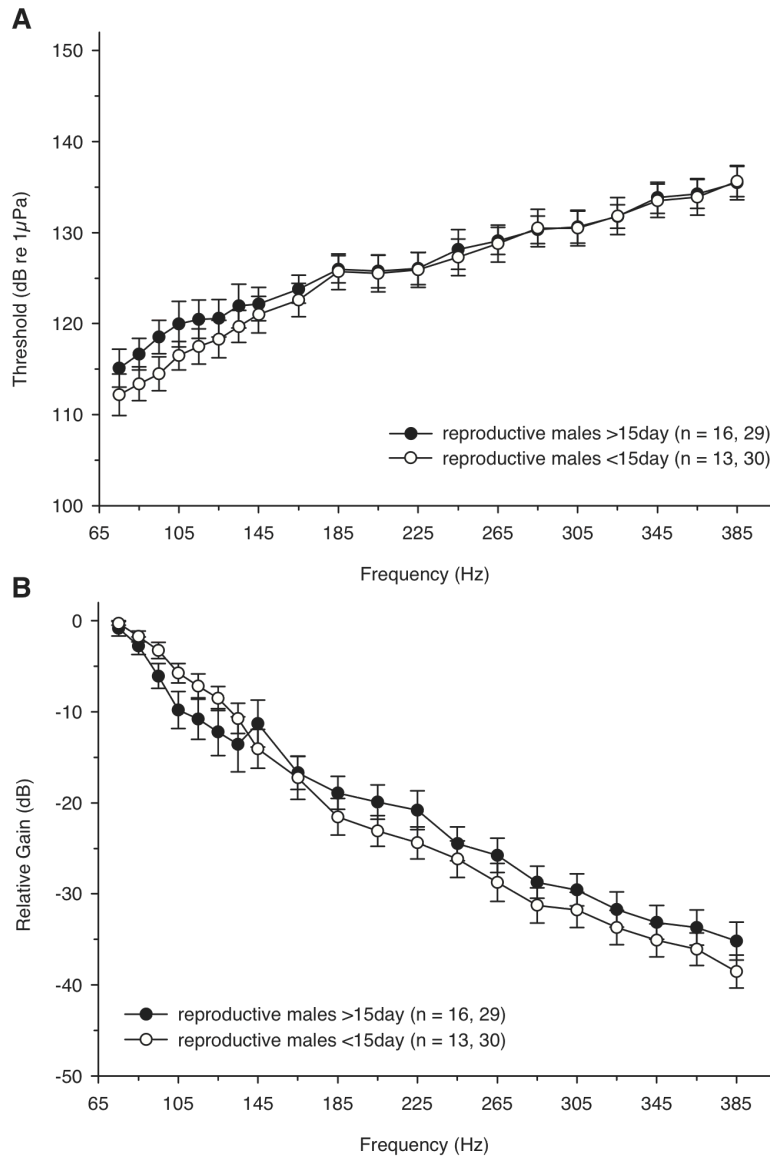 A
150
140
130
120
110
100
Threshold (dB re 1µPa)
reproductive males >15day (n = 16, 29)
reproductive males <15day (n = 13, 30)
65 105 145 185 225 265 305 345 385
Frequency (Hz)
B
0
-10
-20
-30
-40
-50
Relative Gain (dB)
reproductive males >15day (n = 16, 29)
reproductive males <15day (n = 13, 30)
65 105 145 185 225 265 305 345 385
Frequency (Hz)